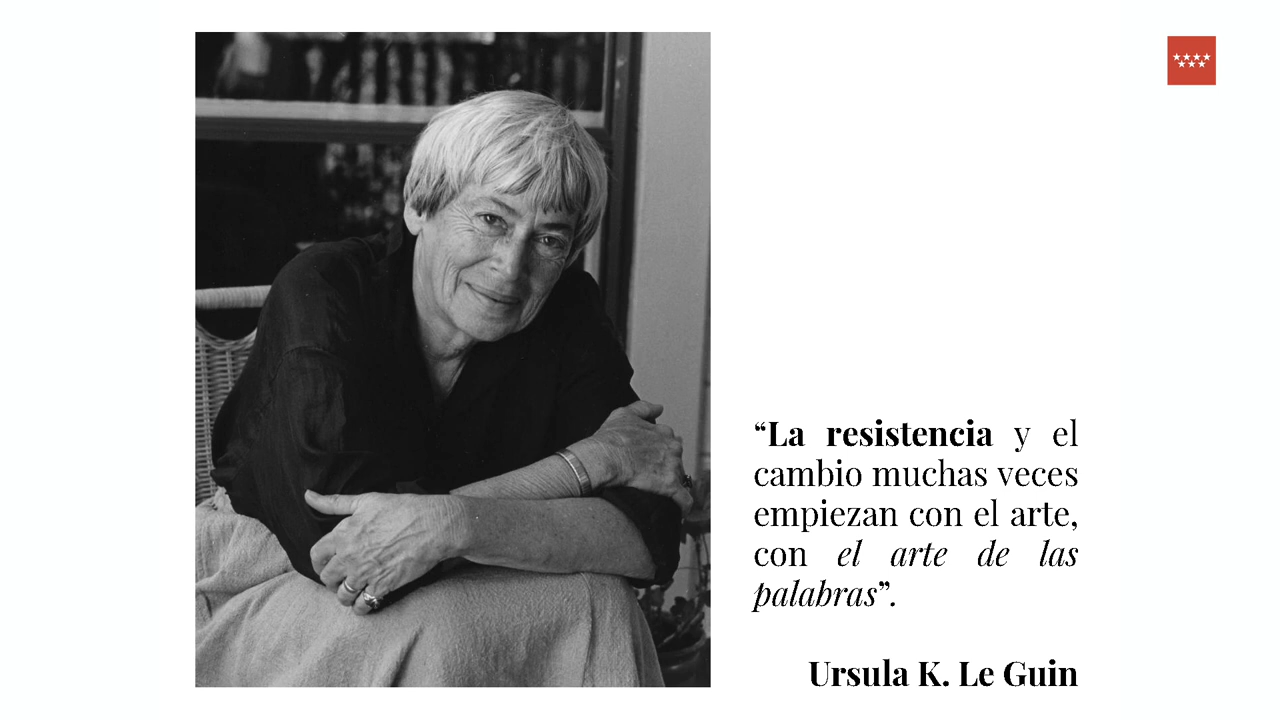 “La resistencia y el
cambio muchas veces
empiezan con el arte,
con el arte de las
palabras”.
Ursula K. Le Guin